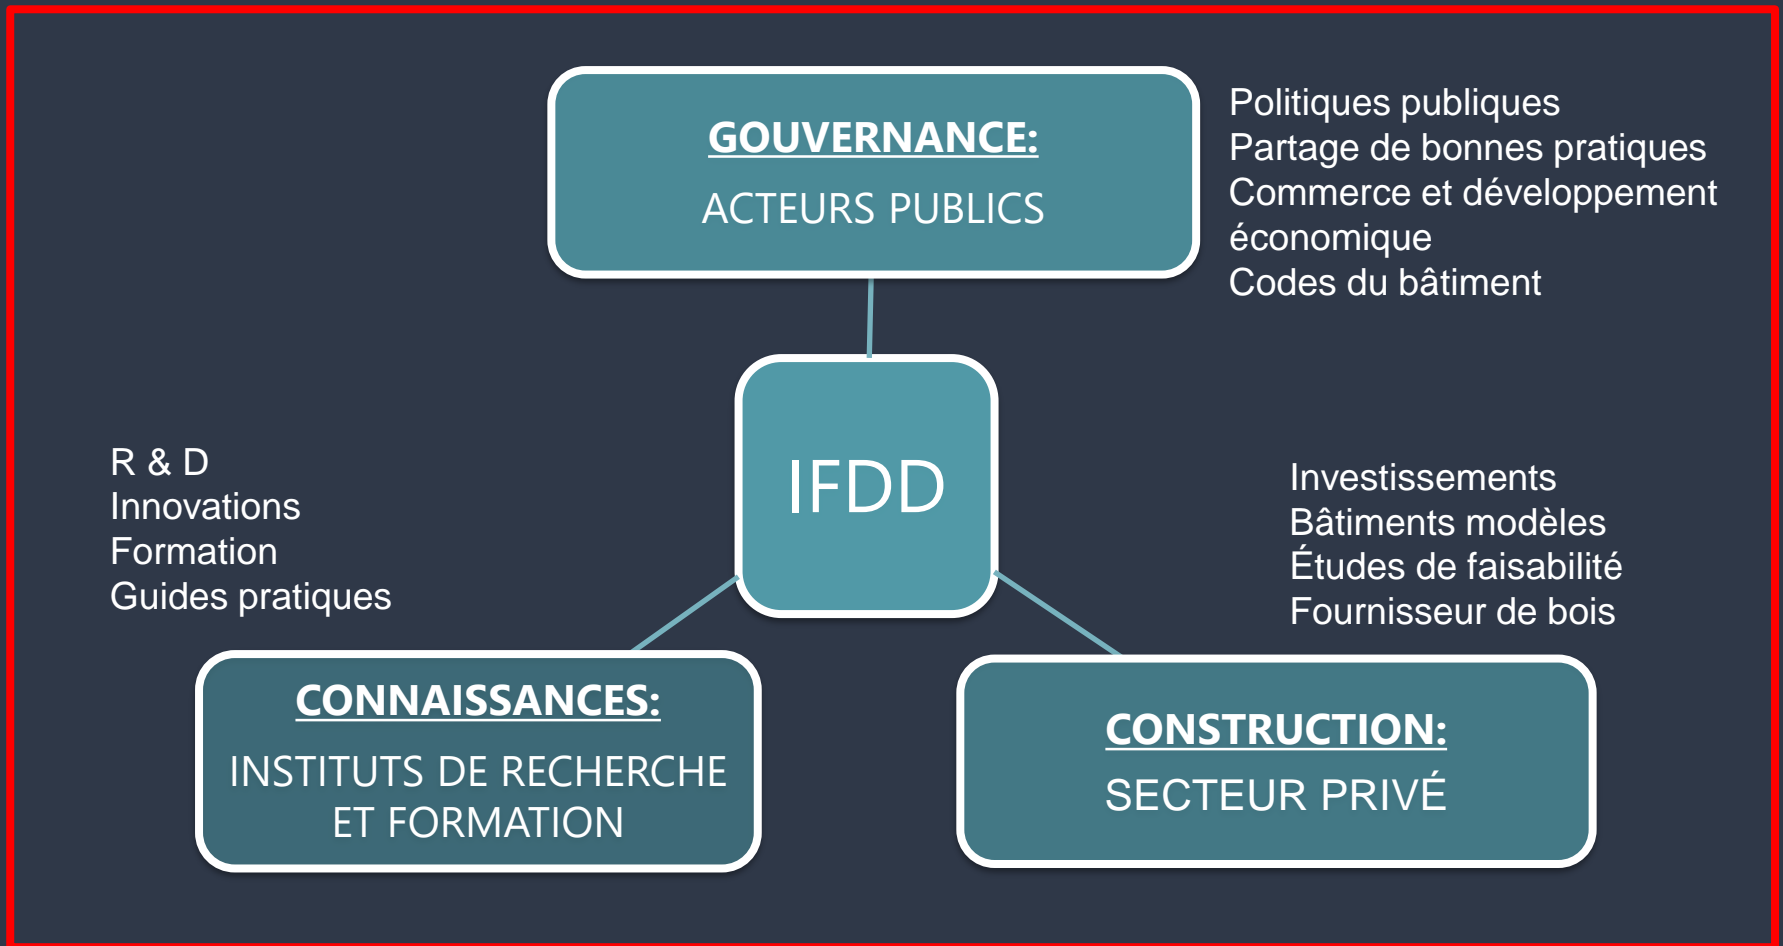 GOUVERNANCE:
ACTEURS PUBLICS
Politiques publiques
Partage de bonnes pratiques
Commerce et développement
économique
Codes du bâtiment
IFDD
R & D
Innovations
Formation
Guides pratiques
Investissements
Bâtiments modèles
Études de faisabilité
Fournisseur de bois
CONNAISSANCES:
INSTITUTS DE RECHERCHE
ET FORMATION
CONSTRUCTION:
SECTEUR PRIVÉ